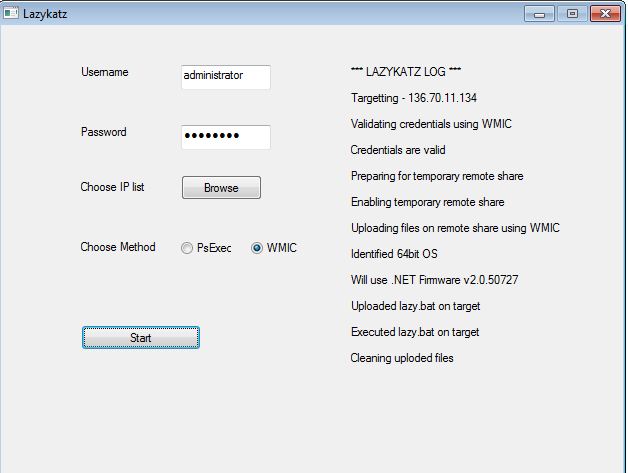 Lazykatz
Username
administrator
Password
Choose IP list
Browse
Choose Method
PsExec
WMIC
Start
*** LAZYKATZ LOG ***
Targetting - 136.70.11.134
Validating credentials using WMIC
Credentials are valid
Preparing for temporary remote share
Enabling temporary remote share
Uploading files on remote share using WMIC
Identified 64bit OS
Will use .NET Firmware v2.0.50727
Uploaded lazy.bat on target
Executed lazy.bat on target
Cleaning uploded files